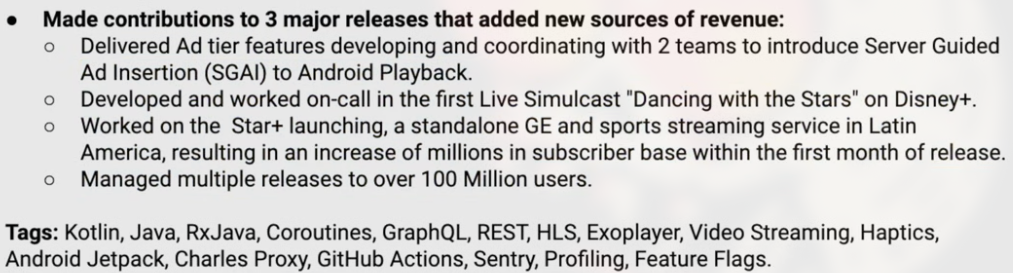 ● Made contributions to 3 major releases that added new sources of revenue:
○ Delivered Ad tier features developing and coordinating with 2 teams to introduce Server Guided
Ad Insertion (SGAI) to Android Playback.
○ Developed and worked on-call in the first Live Simulcast "Dancing with the Stars" on Disney+.
○ Worked on the  Star+ launching, a standalone GE and sports streaming service in Latin
America, resulting in an increase of millions in subscriber base within the first month of release.
○ Managed multiple releases to over 100 Million users.
Tags: Kotlin, Java, RxJava, Coroutines, GraphQL, REST, HLS, Exoplayer, Video Streaming, Haptics,
Android Jetpack, Charles Proxy, GitHub Actions, Sentry, Profiling, Feature Flags.